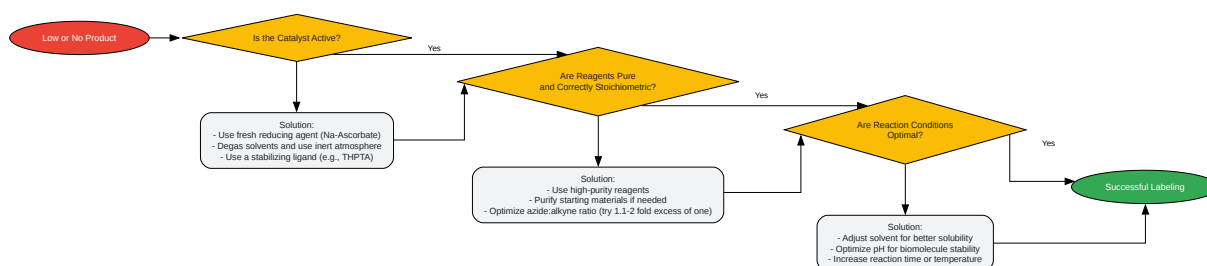 Low or No Product
Is the Catalyst Active?
Yes
Solution:
- Use fresh reducing agent (Na-Ascorbate)
- Degas solvents and use inert atmosphere
- Use a stabilizing ligand (e.g., THPTA)
Are Reagents Pure
and Correctly Stoichiometric?
Yes
Solution:
- Use high-purity reagents
- Purify starting materials if needed
- Optimize azide:alkyne ratio (try 1.1-2 fold excess of one)
Are Reaction Conditions
Optimal?
Yes
Solution:
- Adjust solvent for better solubility
- Optimize pH for biomolecule stability
- Increase reaction time or temperature
Successful Labeling